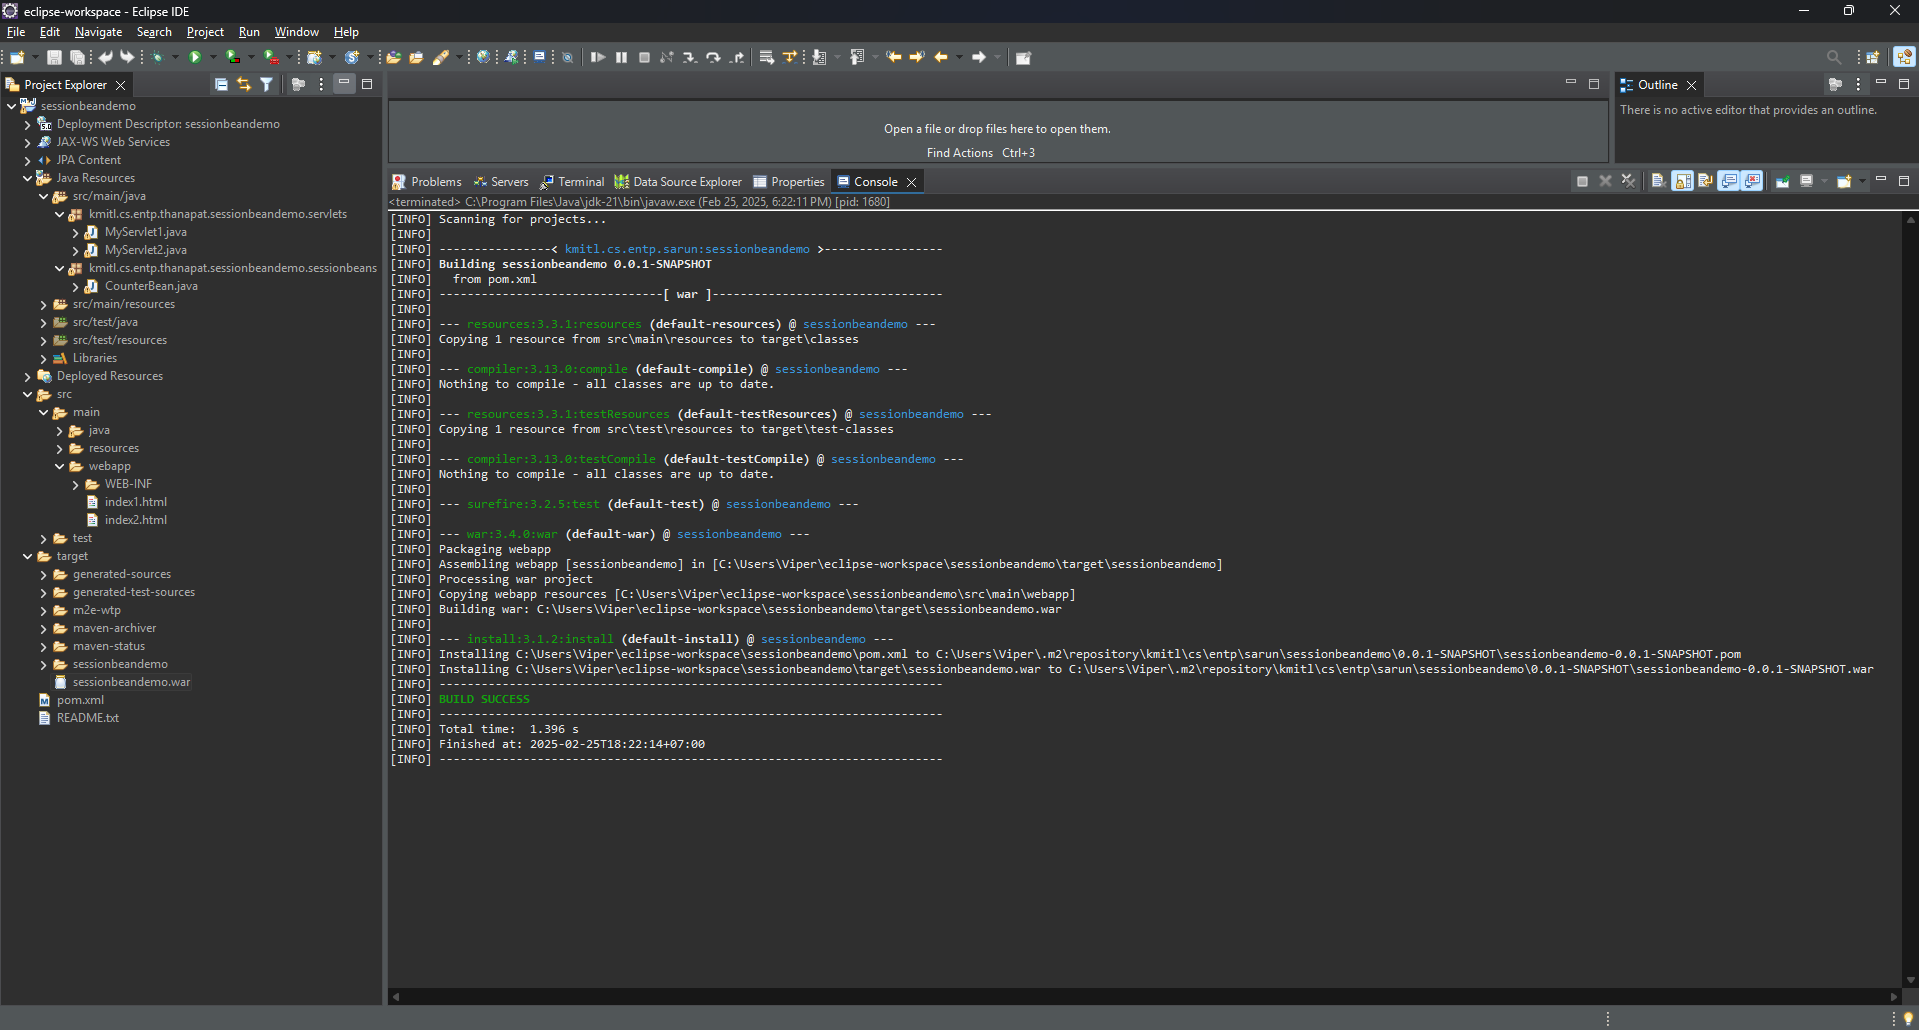 eclipse-workspace - Eclipse IDE
File Edit Navigate Search Project Run Window Help
Project Explorer
sessionbeandemo
Deployment Descriptor: sessionbeandemo
JAX-WS Web Services
JPA Content
Java Resources
src/main/java
kmitl.cs.entp.thanapat.sessionbeandemo.servlets
MyServlet1.java
MyServlet2.java
kmitl.cs.entp.thanapat.sessionbeandemo.sessionbeans
CounterBean.java
src/main/resources
src/test/java
src/test/resources
Libraries
Deployed Resources
src
main
java
resources
webapp
WEB-INF
index1.html
index2.html
test
target
generated-sources
generated-test-sources
m2e-wtp
maven-archiver
maven-status
sessionbeandemo
sessionbeandemo.war
pom.xml
README.txt
Open a file or drop files here to open them.
Find Actions Ctrl+3
Outline
There is no active editor that provides an outline.
Problems Servers Terminal Data Source Explorer Properties Console
<terminated> C:\Program Files\Java\jdk-21\bin\javaw.exe (Feb 25, 2025, 6:22:11 PM) [pid: 1680]
[INFO] Scanning for projects...
[INFO]
[INFO] ----------------< kmitl.cs.entp.sarun:sessionbeandemo >-----------------
[INFO] Building sessionbeandemo 0.0.1-SNAPSHOT
[INFO]   from pom.xml
[INFO] --------------------------------[ war ]---------------------------------
[INFO]
[INFO] --- resources:3.3.1:resources (default-resources) @ sessionbeandemo ---
[INFO] Copying 1 resource from src\main\resources to target\classes
[INFO]
[INFO] --- compiler:3.13.0:compile (default-compile) @ sessionbeandemo ---
[INFO] Nothing to compile - all classes are up to date.
[INFO]
[INFO] --- resources:3.3.1:testResources (default-testResources) @ sessionbeandemo ---
[INFO] Copying 1 resource from src\test\resources to target\test-classes
[INFO]
[INFO] --- compiler:3.13.0:testCompile (default-testCompile) @ sessionbeandemo ---
[INFO] Nothing to compile - all classes are up to date.
[INFO]
[INFO] --- surefire:3.2.5:test (default-test) @ sessionbeandemo ---
[INFO]
[INFO] --- war:3.4.0:war (default-war) @ sessionbeandemo ---
[INFO] Packaging webapp
[INFO] Assembling webapp [sessionbeandemo] in [C:\Users\Viper\eclipse-workspace\sessionbeandemo\target\sessionbeandemo]
[INFO] Processing war project
[INFO] Copying webapp resources [C:\Users\Viper\eclipse-workspace\sessionbeandemo\src\main\webapp]
[INFO] Building war: C:\Users\Viper\eclipse-workspace\sessionbeandemo\target\sessionbeandemo.war
[INFO]
[INFO] --- install:3.1.2:install (default-install) @ sessionbeandemo ---
[INFO] Installing C:\Users\Viper\eclipse-workspace\sessionbeandemo\pom.xml to C:\Users\Viper\.m2\repository\kmitl\cs\entp\sarun\sessionbeandemo\0.0.1-SNAPSHOT\sessionbeandemo-0.0.1-SNAPSHOT.pom
[INFO] Installing C:\Users\Viper\eclipse-workspace\sessionbeandemo\target\sessionbeandemo.war to C:\Users\Viper\.m2\repository\kmitl\cs\entp\sarun\sessionbeandemo\0.0.1-SNAPSHOT\sessionbeandemo-0.0.1-SNAPSHOT.war
[INFO] ------------------------------------------------------------------------
[INFO] BUILD SUCCESS
[INFO] ------------------------------------------------------------------------
[INFO] Total time:  1.396 s
[INFO] Finished at: 2025-02-25T18:22:14+07:00
[INFO] ------------------------------------------------------------------------